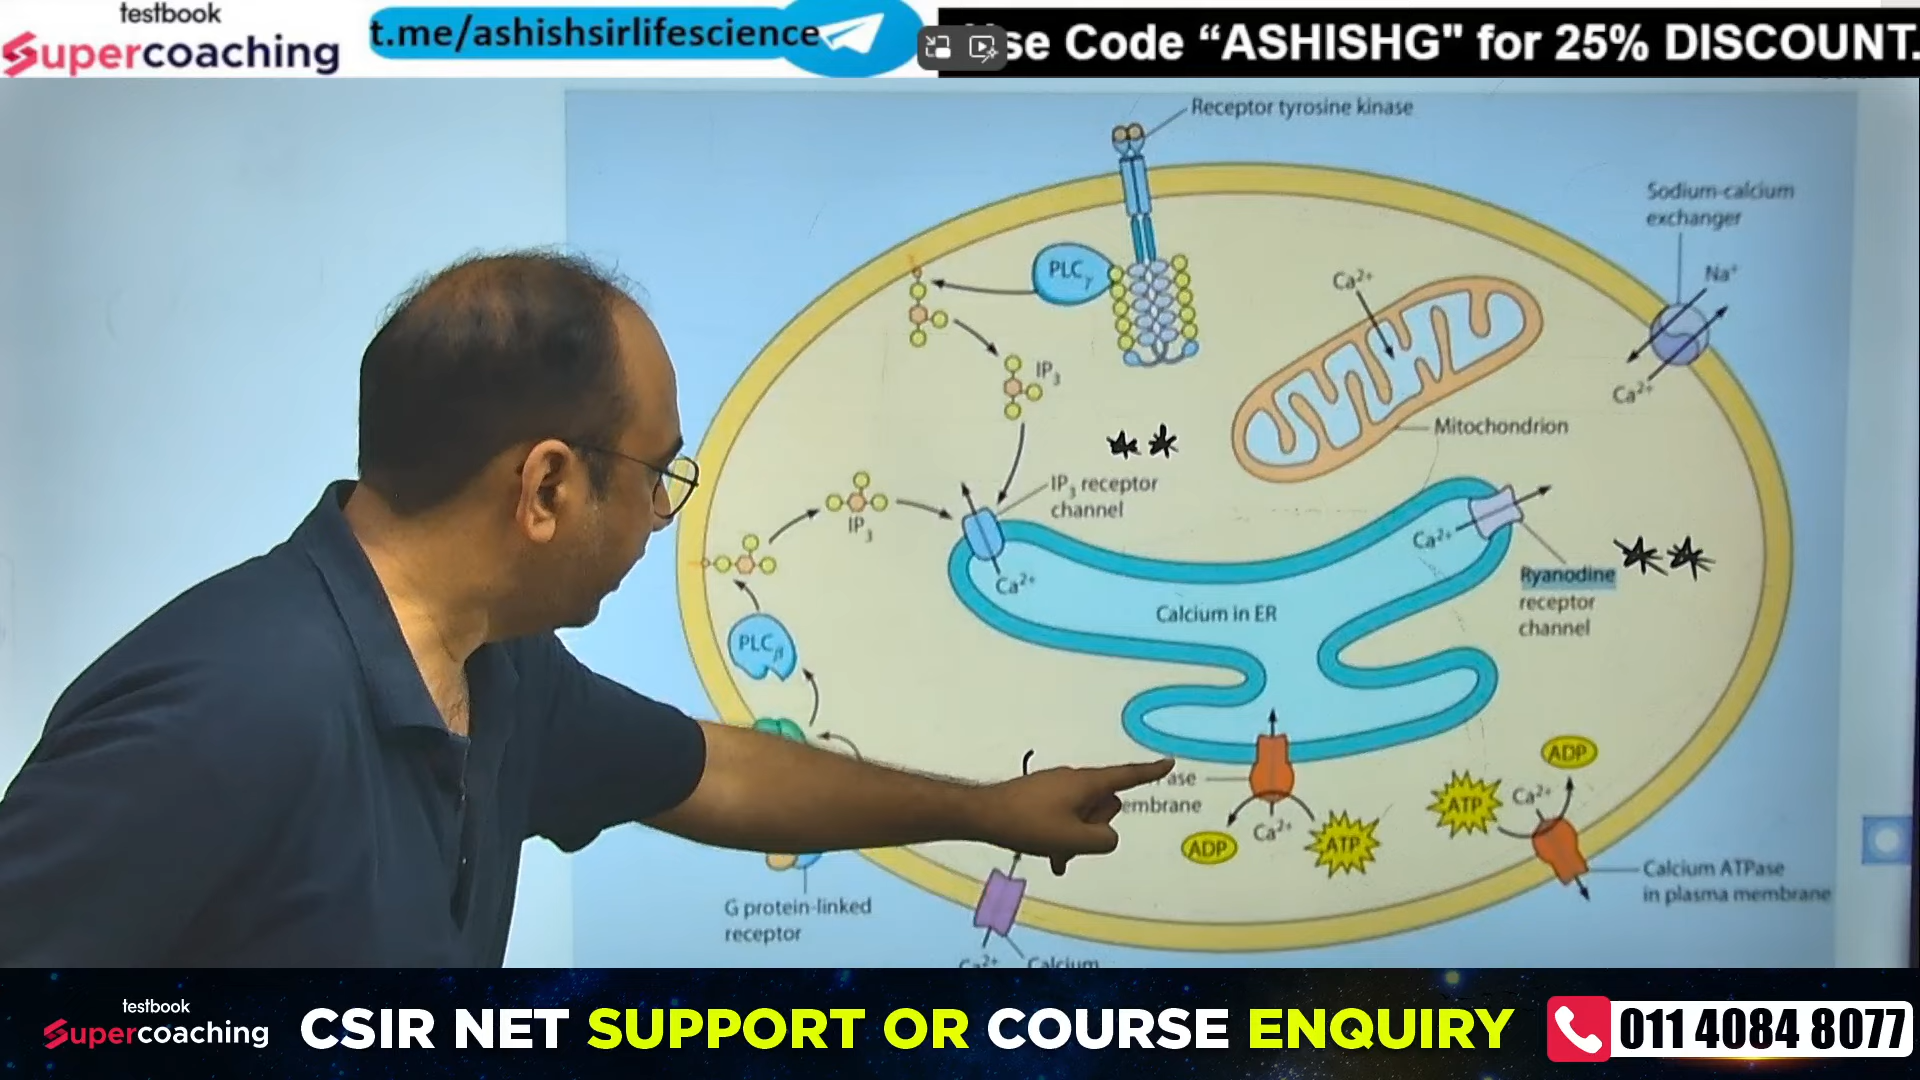 testbook
Supercoaching
t.me/ashishsirlifescience
se Code “ASHISHG" for 25% DISCOUNT.
Receptor tyrosine kinase
Sodium-calcium
exchanger
Na+
Ca2+
PLCγ
Ca2+
IP3
Mitochondrion
IP3 receptor
channel
IP3
Ca2+
Ca2+
Ryanodine
receptor
channel
Calcium in ER
PLCβ
ase
embrane
ADP
Ca2+
ATP
ATP
Ca2+
ADP
Calcium ATPase
in plasma membrane
G protein-linked
receptor
Ca2+
Calcium
testbook
Supercoaching
CSIR NET SUPPORT OR COURSE ENQUIRY
011 4084 8077